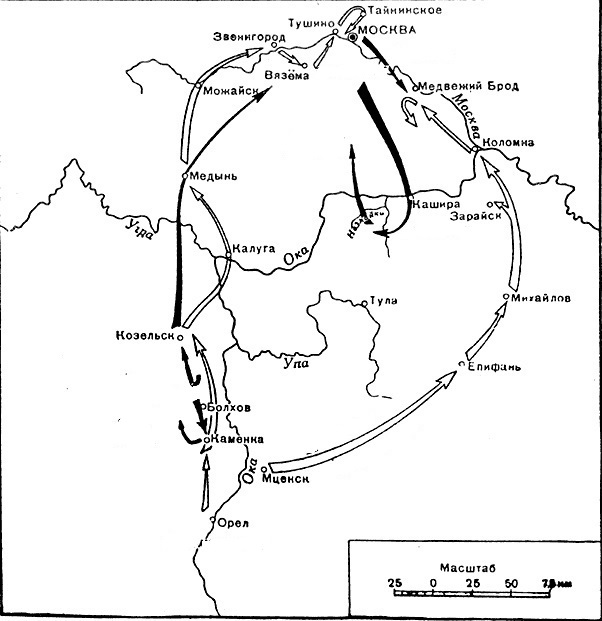 Тайнинское
Тушино
МОСКВА
Звенигород
Вязёма
Можайск
Медвежий Брод
Москва
Коломна
Медынь
Кашира
Зарайск
Угра
Калуга
Ока
Михайлов
Тула
Козельск
Упа
Епифань
Болхов
Каменка
Ока
Мценск
Орел
Масштаб
25 0 25 50 75 км